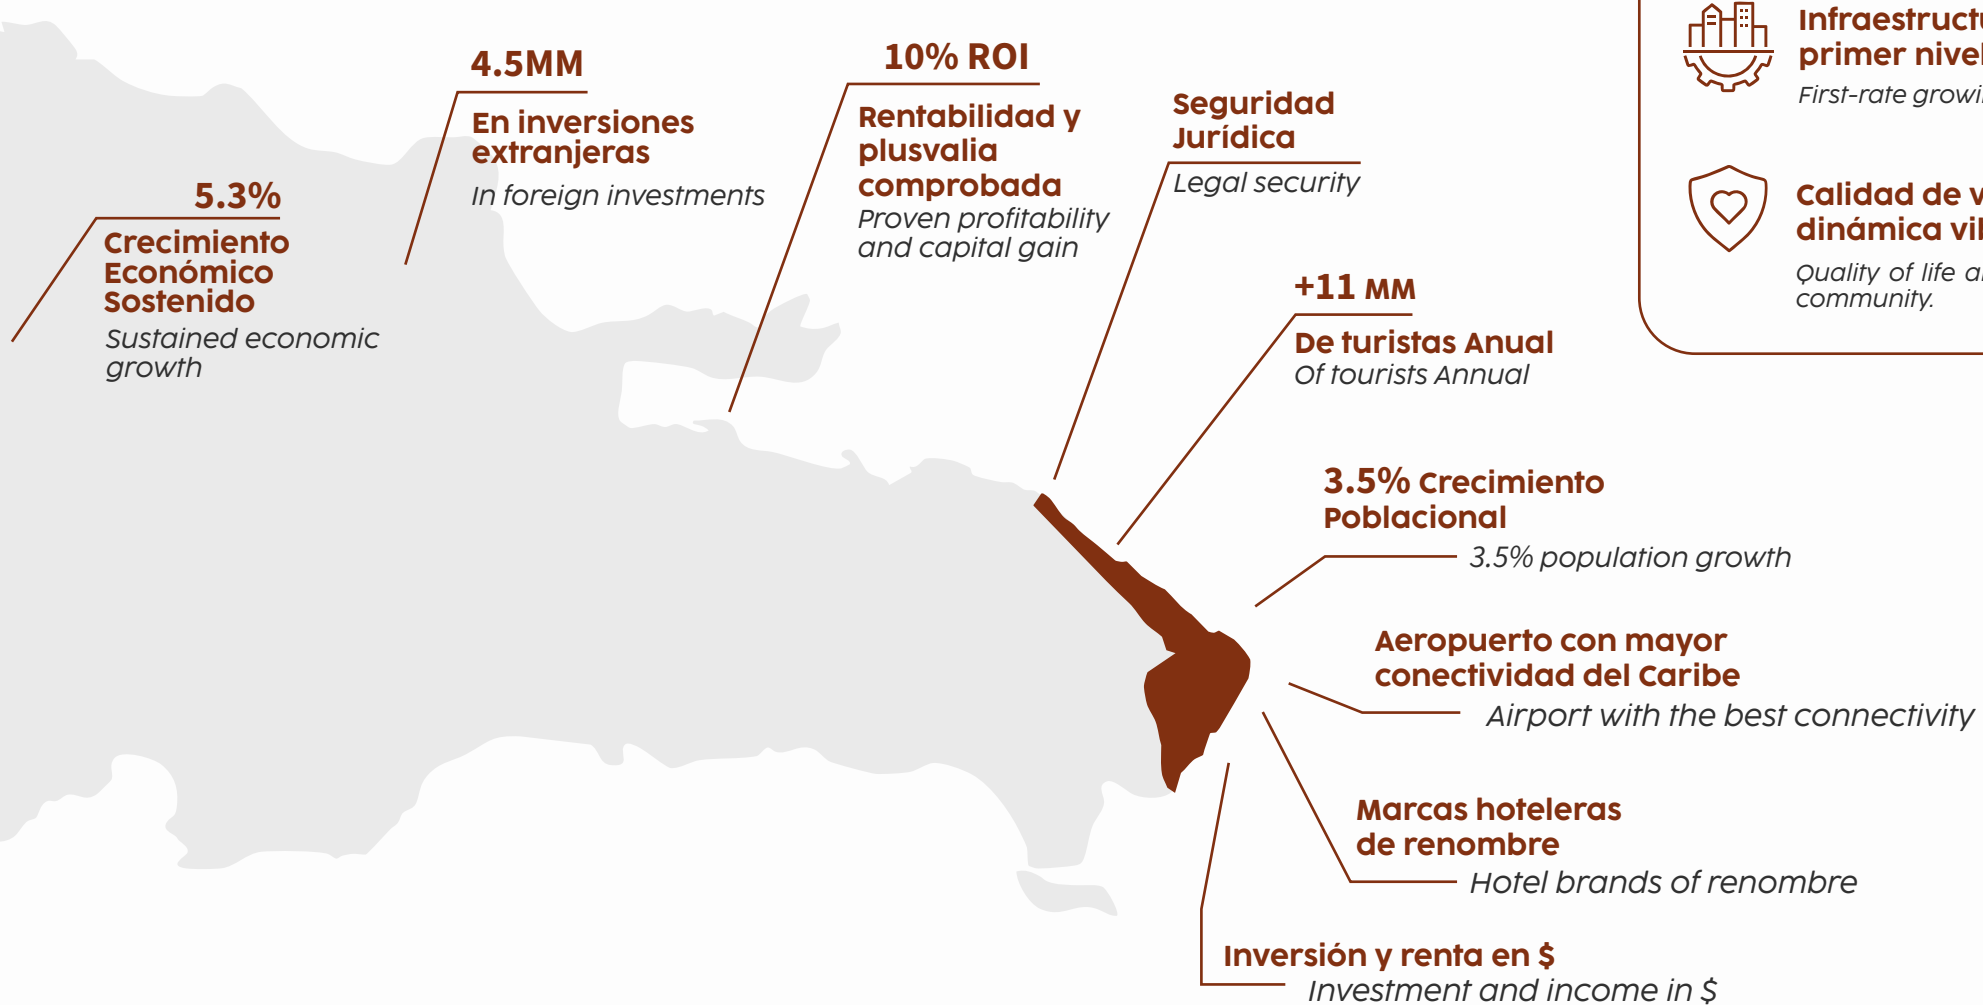 5.3%
Crecimiento
Económico
Sostenido
Sustained economic
growth
4.5MM
En inversiones
extranjeras
In foreign investments
10% ROI
Rentabilidad y
plusvalia
comprobada
Proven profitability
and capital gain
Seguridad
Jurídica
Legal security
+11 MM
De turistas Anual
Of tourists Annual
3.5% Crecimiento
Poblacional
3.5% population growth
Aeropuerto con mayor
conectividad del Caribe
Airport with the best connectivity
Marcas hoteleras
de renombre
Hotel brands of renombre
Inversión y renta en $
Investment and income in $
primer nivel
First-rate
Calidad de
dinámica
Quality of life
community.